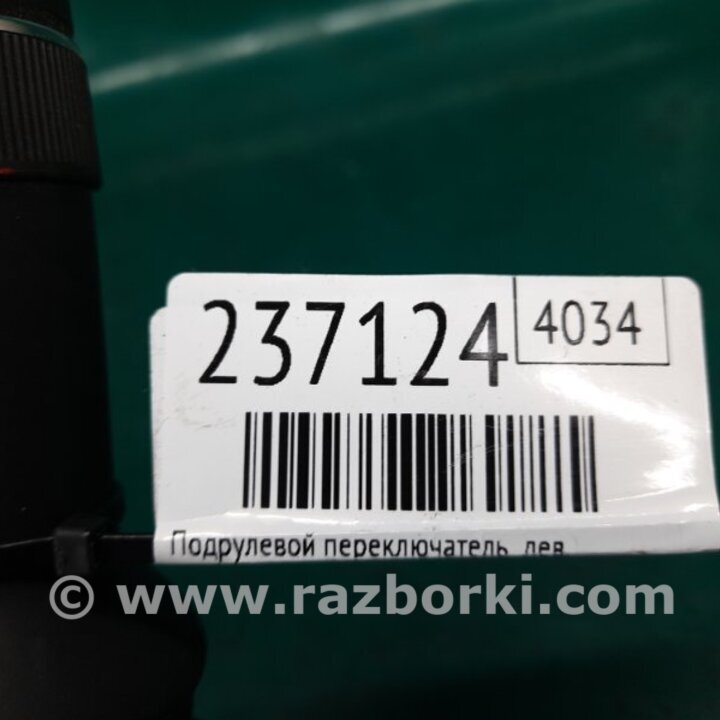 237124
4034
Подрулевой переключатель, лев
© www.razborki.com